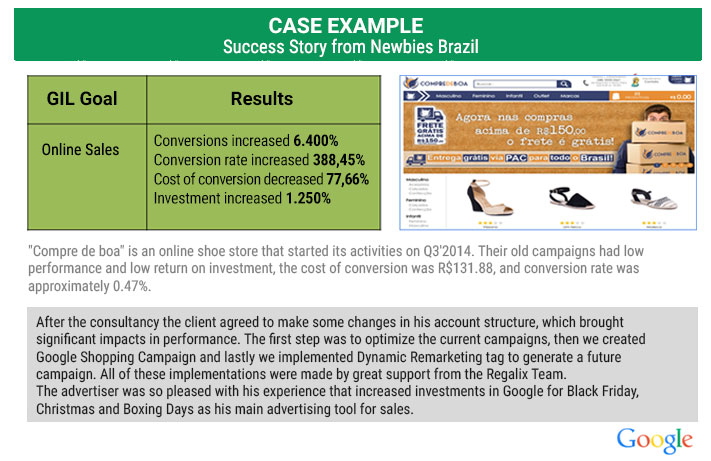 CASE EXAMPLE
Success Story from Newbies Brazil
GIL Goal
Results
Online Sales
Conversions increased 6.400%
Conversion rate increased 388,45%
Cost of conversion decreased 77,66%
Investment increased 1.250%
COMPREDEBOA
Masculino Feminino Infantil Outlet Marcas
R$ 0,00
FRETE
GRÁTIS
Agora nas compras
acima de R$150,00
o frete é grátis!
COMPREDEBOA
Entrega grátis via PAC para todo o Brasil!
Masculino
Feminino
Infantil
"Compre de boa" is an online shoe store that started its activities on Q3'2014. Their old campaigns had low
performance and low return on investment, the cost of conversion was R$131.88, and conversion rate was
approximately 0.47%.
After the consultancy the client agreed to make some changes in his account structure, which brought
significant impacts in performance. The first step was to optimize the current campaigns, then we created
Google Shopping Campaign and lastly we implemented Dynamic Remarketing tag to generate a future
campaign. All of these implementations were made by great support from the Regalix Team.
The advertiser was so pleased with his experience that increased investments in Google for Black Friday,
Christmas and Boxing Days as his main advertising tool for sales.
Google